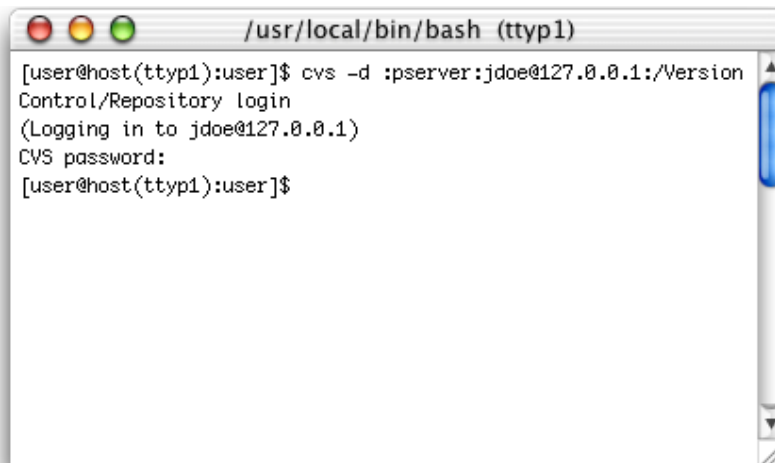 /usr/local/bin/bash (ttyp1)
[user@host(ttyp1):user]$ cvs -d :pserver:jdoe@127.0.0.1:/Version
Control/Repository login
(Logging in to jdoe@127.0.0.1)
CVS password:
[user@host(ttyp1):user]$